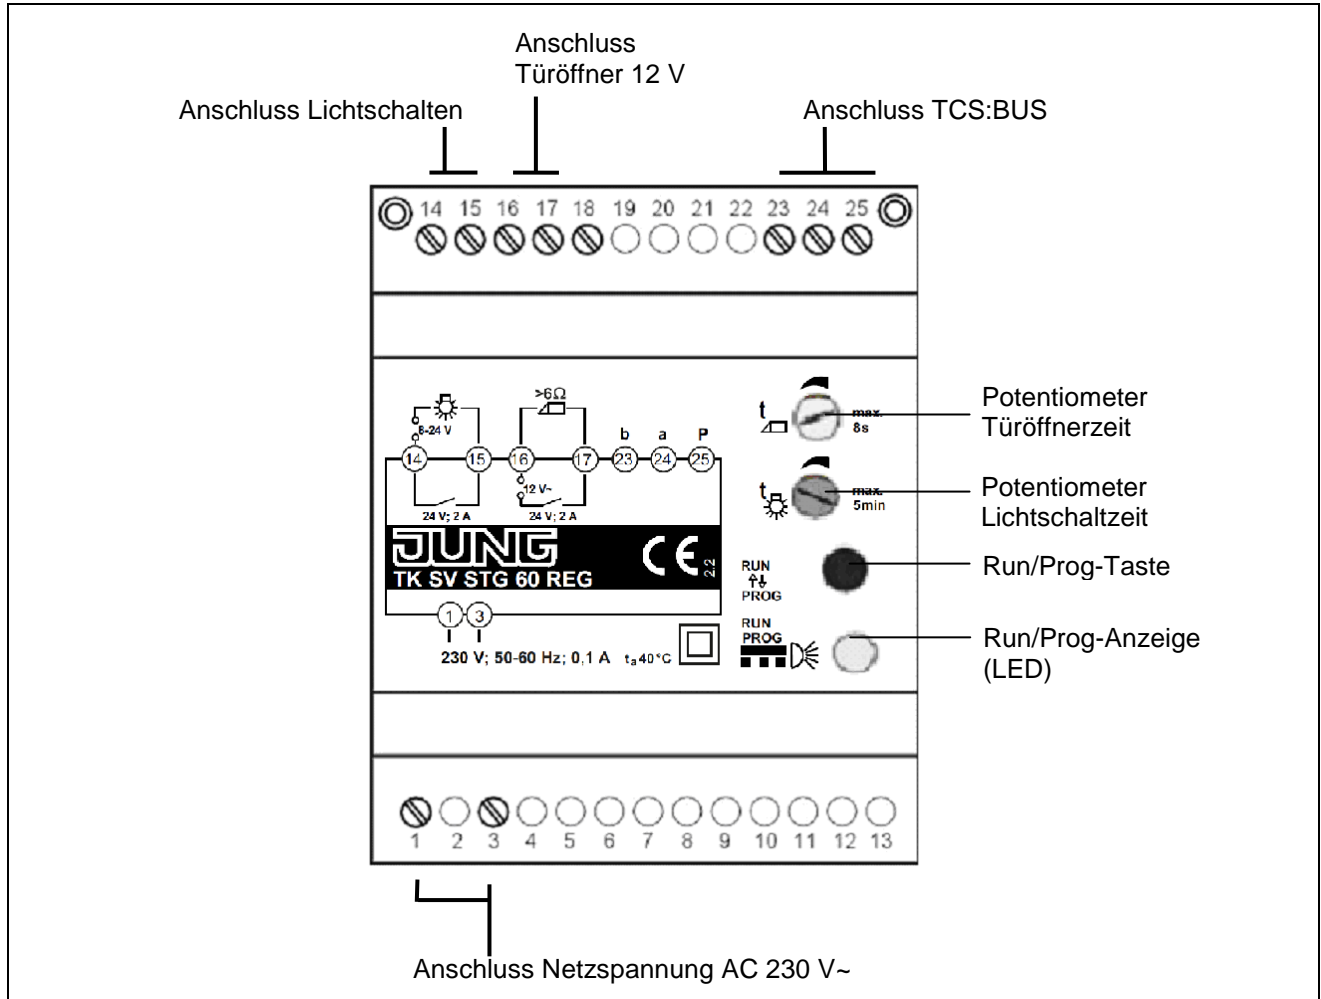 Anschluss
Türöffner 12 V
Anschluss Lichtschalten
Anschluss TCS:BUS
14 15 16 17 18 19 20 21 22 23 24 25
>6Ω
8-24 V
b a P
14 15 16 17 23 24 25
12 V~
24 V; 2 A 24 V; 2 A
t max.
8s
t max.
5min
Potentiometer
Türöffnerzeit
Potentiometer
Lichtschaltzeit
JUNG CE 2.2
TK SV STG 60 REG
RUN
PROG
Run/Prog-Taste
1 3
230 V; 50-60 Hz; 0,1 A ta 40°C
RUN
PROG
Run/Prog-Anzeige
(LED)
1 2 3 4 5 6 7 8 9 10 11 12 13
Anschluss Netzspannung AC 230 V~